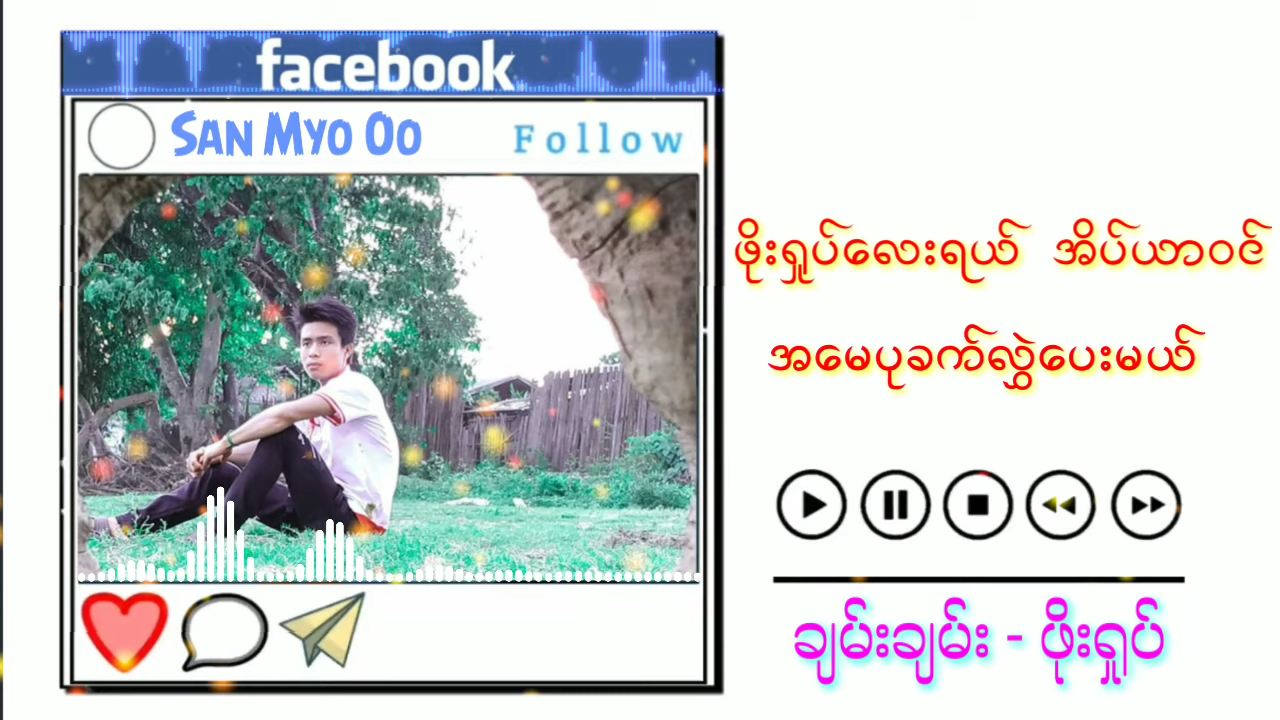 facebook
San Myo Oo
Follow
ဖိုးရှုပ်လေးရယ် အိပ်ယာဝင်
အမေပုခက်လွှဲပေးမယ်
ချမ်းချမ်း - ဖိုးရှုပ်